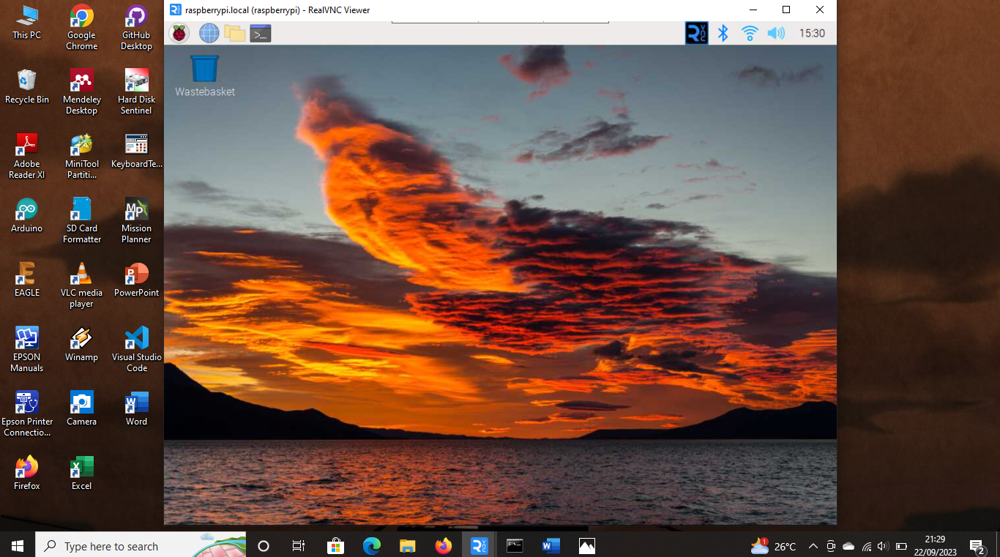 raspberrypi.local (raspberrypi) - RealVNC Viewer
15:30
Wastebasket
This PC
Google
Chrome
GitHub
Desktop
Recycle Bin
Mendeley
Desktop
Hard Disk
Sentinel
Adobe
Reader XI
MiniTool
Partiti...
KeyboardTe...
Arduino
SD Card
Formatter
Mission
Planner
EAGLE
VLC media
player
PowerPoint
EPSON
Manuals
Winamp
Visual Studio
Code
Epson Printer
Connectio...
Camera
Word
Firefox
Excel
Type here to search
1
26°C
21:29
22/09/2023
2